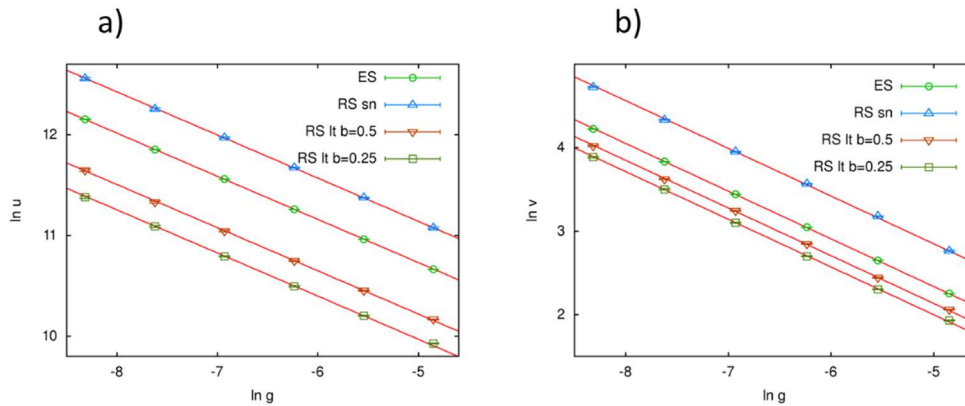 a)
b)
ES
RS sn
RS lt b=0.5
RS lt b=0.25
12
11
10
ln u
-8
-7
-6
-5
ln g
ES
RS sn
RS lt b=0.5
RS lt b=0.25
4
3
2
ln v
-8
-7
-6
-5
ln g